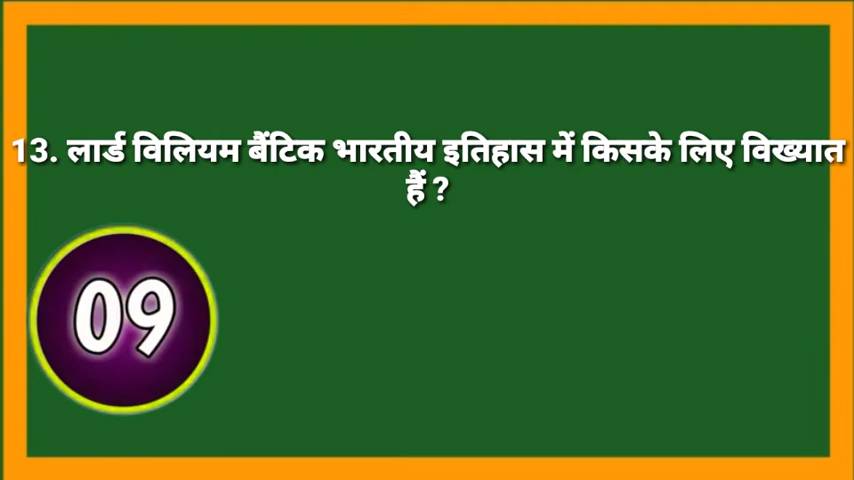 13. लार्ड विलियम बैंटिक भारतीय इतिहास में किसके लिए विख्यात
हैं ?
09